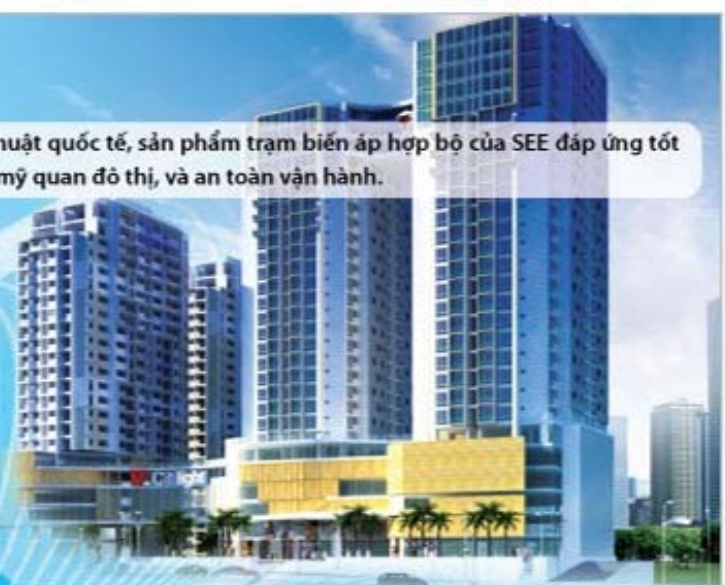 huật quốc tế, sản phẩm trạm biến áp hợp bộ của SEE đáp ứng tốt
mỹ quan đô thị, và an toàn vận hành.